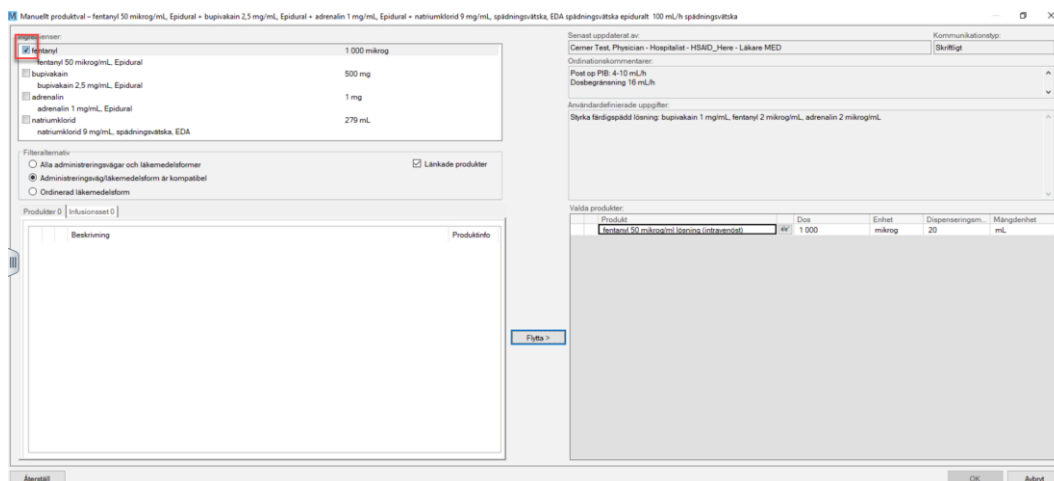 Manuellt produktval – fentanyl 50 mikrog/mL, Epidural + bupivakain 2,5 mg/mL, Epidural + adrenalin 1 mg/mL, Epidural + natriumklorid 9 mg/mL, spädningsvätska, EDA spädningsvätska epiduralt 100 mL/h spädningsvätska
Ingredienser:
fentanyl 1 000 mikrog
fentanyl 50 mikrog/mL, Epidural
bupivakain 500 mg
bupivakain 2,5 mg/mL, Epidural
adrenalin 1 mg
adrenalin 1 mg/mL, Epidural
natriumklorid 279 mL
natriumklorid 9 mg/mL, spädningsvätska, EDA
Filteralternativ
Alla administreringsvägar och läkemedelsformer
Länkade produkter
Administreringsväg/läkemedelsform är kompatibel
Ordinerad läkemedelsform
Produkter 0 Infusionsset 0
Beskrivning Produktinfo
Flytta >
Senast uppdaterat av: Kommunikationstyp:
Cerner Test, Physician - Hospitalist - HSAID_Here - Läkare MED Skriftligt
Ordinationskommentarer:
Post op PIB: 4-10 mL/h
Dosbegränsning 16 mL/h
Användardefinierade uppgifter:
Styrka färdigspädd lösning: bupivakain 1 mg/mL, fentanyl 2 mikrog/mL, adrenalin 2 mikrog/mL
Valda produkter:
Produkt Dos Enhet Dispenseringsm... Mängdenhet
fentanyl 50 mikrog/ml lösning (intravenöst) 1 000 mikrog 20 mL
Återställ OK Avbryt